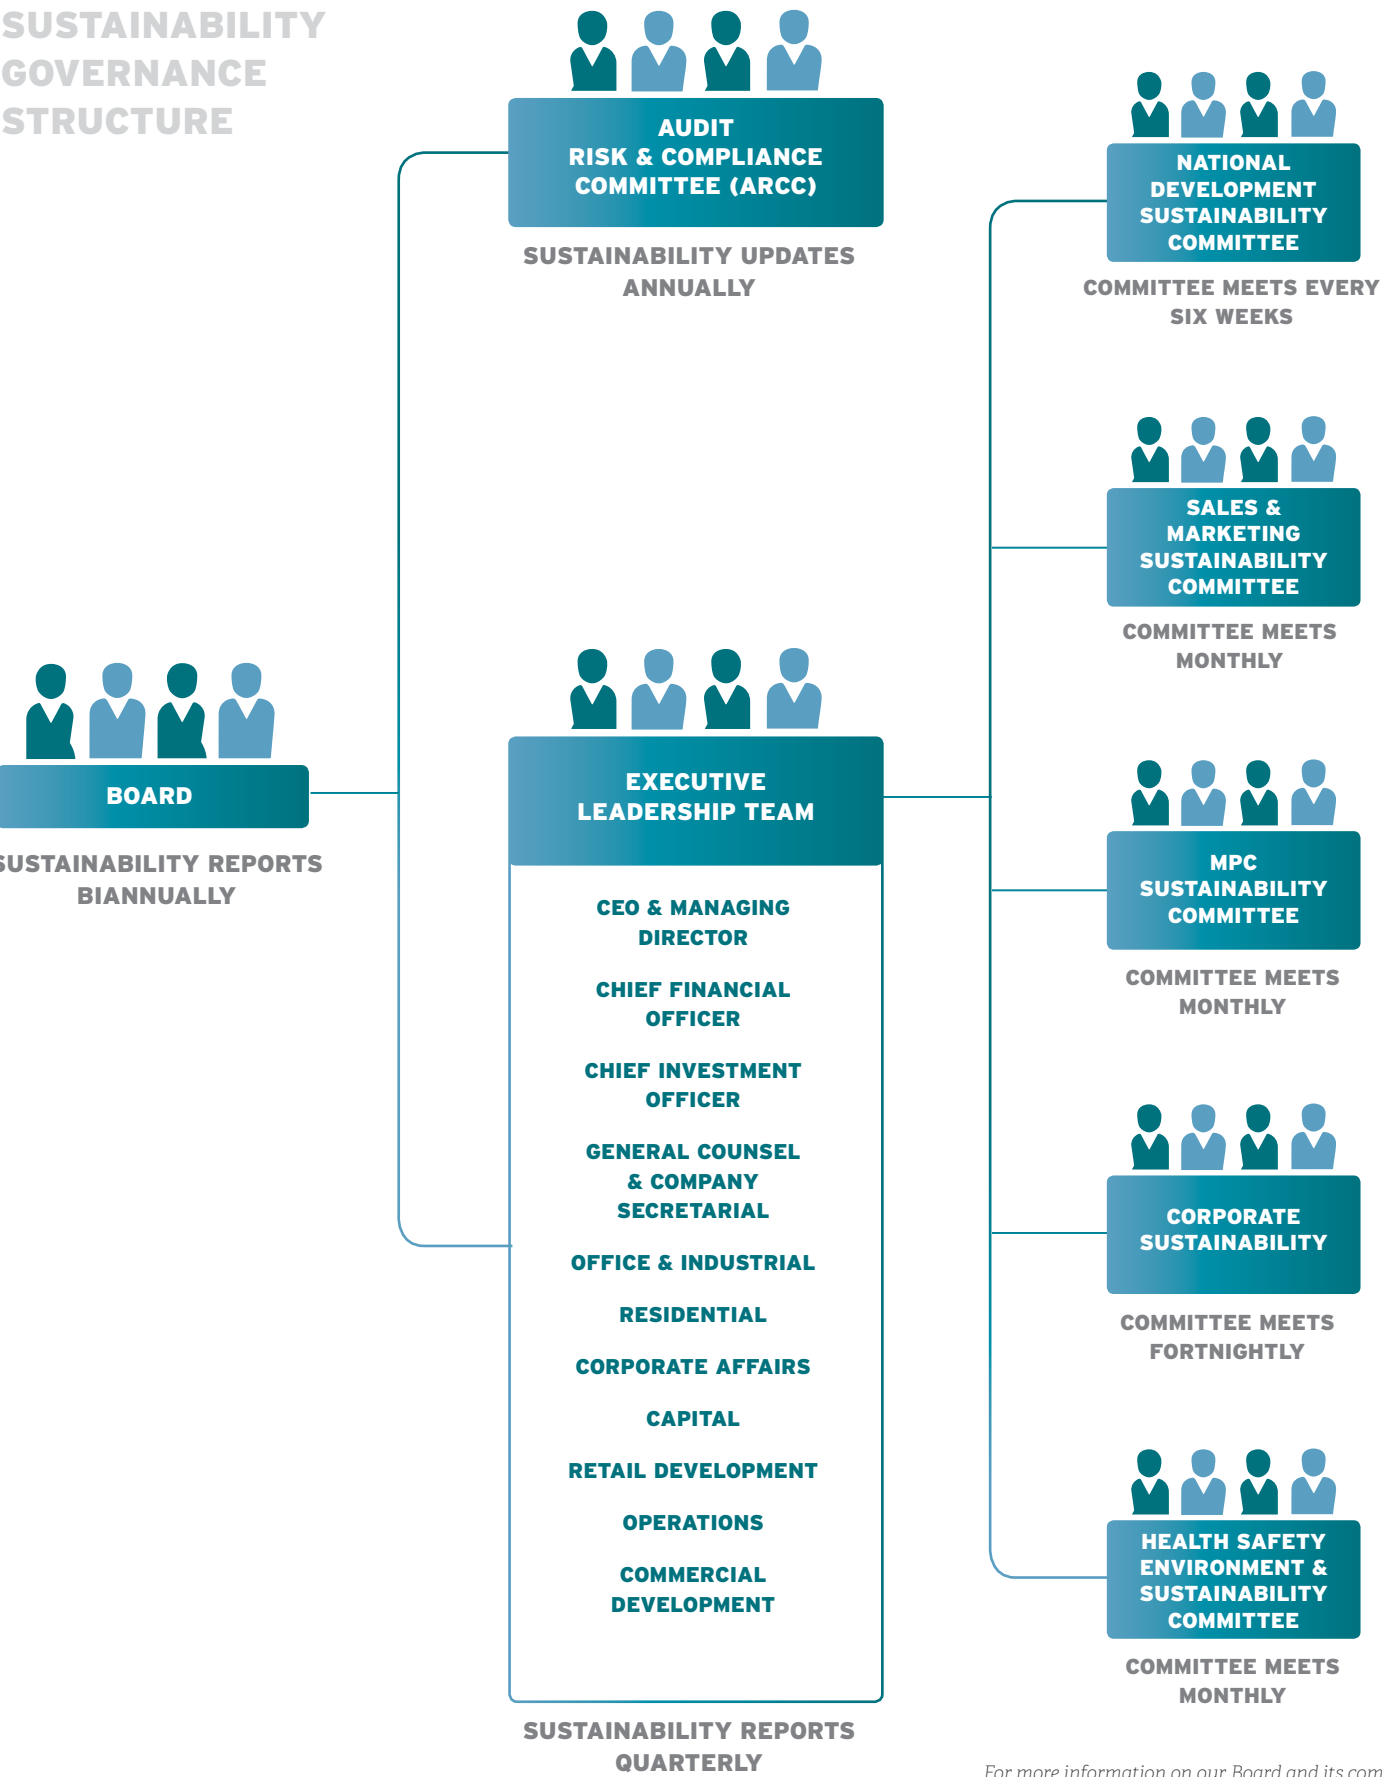 SUSTAINABILITY
GOVERNANCE
STRUCTURE
BOARD
SUSTAINABILITY REPORTS
BIANNUALLY
AUDIT
RISK & COMPLIANCE
COMMITTEE (ARCC)
SUSTAINABILITY UPDATES
ANNUALLY
EXECUTIVE
LEADERSHIP TEAM
CEO & MANAGING
DIRECTOR
CHIEF FINANCIAL
OFFICER
CHIEF INVESTMENT
OFFICER
GENERAL COUNSEL
& COMPANY
SECRETARIAL
OFFICE & INDUSTRIAL
RESIDENTIAL
CORPORATE AFFAIRS
CAPITAL
RETAIL DEVELOPMENT
OPERATIONS
COMMERCIAL
DEVELOPMENT
SUSTAINABILITY REPORTS
QUARTERLY
NATIONAL
DEVELOPMENT
SUSTAINABILITY
COMMITTEE
COMMITTEE MEETS EVERY
SIX WEEKS
SALES &
MARKETING
SUSTAINABILITY
COMMITTEE
COMMITTEE MEETS
MONTHLY
MPC
SUSTAINABILITY
COMMITTEE
COMMITTEE MEETS
MONTHLY
CORPORATE
SUSTAINABILITY
COMMITTEE MEETS
FORTNIGHTLY
HEALTH SAFETY
ENVIRONMENT &
SUSTAINABILITY
COMMITTEE
COMMITTEE MEETS
MONTHLY
For more information on our Board and its com